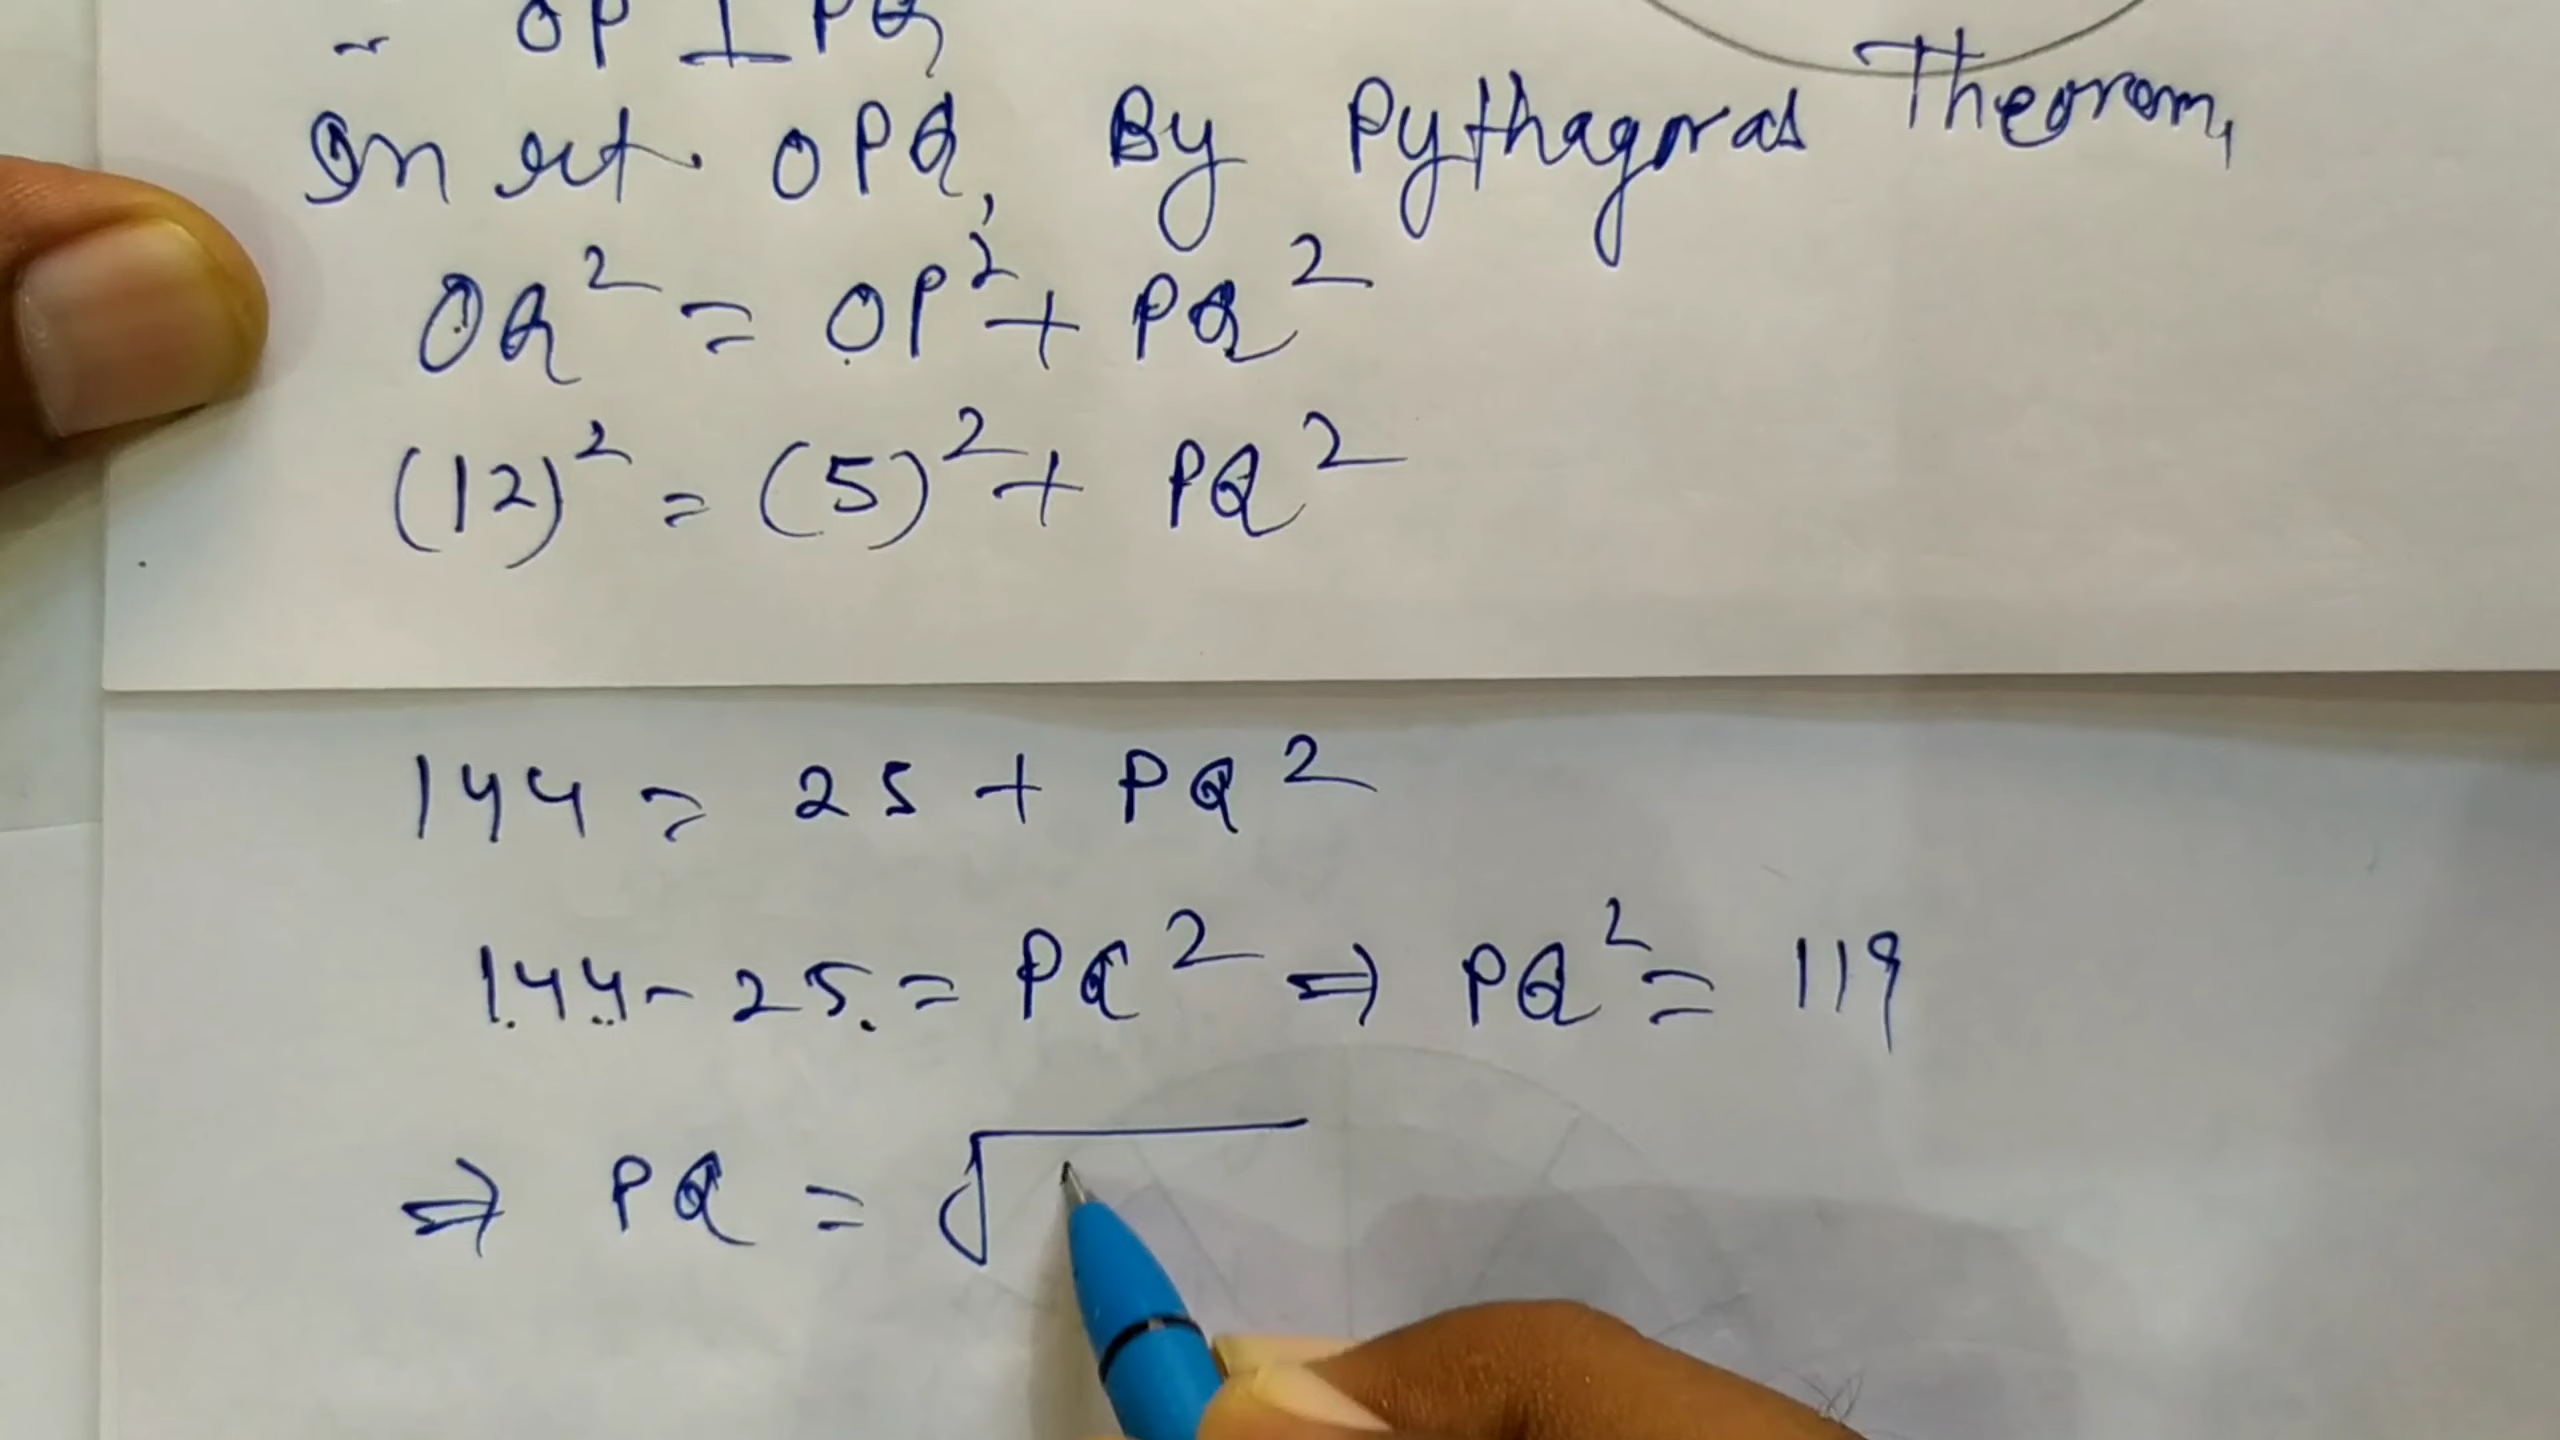 OP ⊥ PQ
In rt. OPQ, By Pythagoras Theorem,
OQ² = OP² + PQ²
(12)² = (5)² + PQ²
144 = 25 + PQ²
144 - 25 = PQ² ⇒ PQ² = 119
⇒ PQ = √